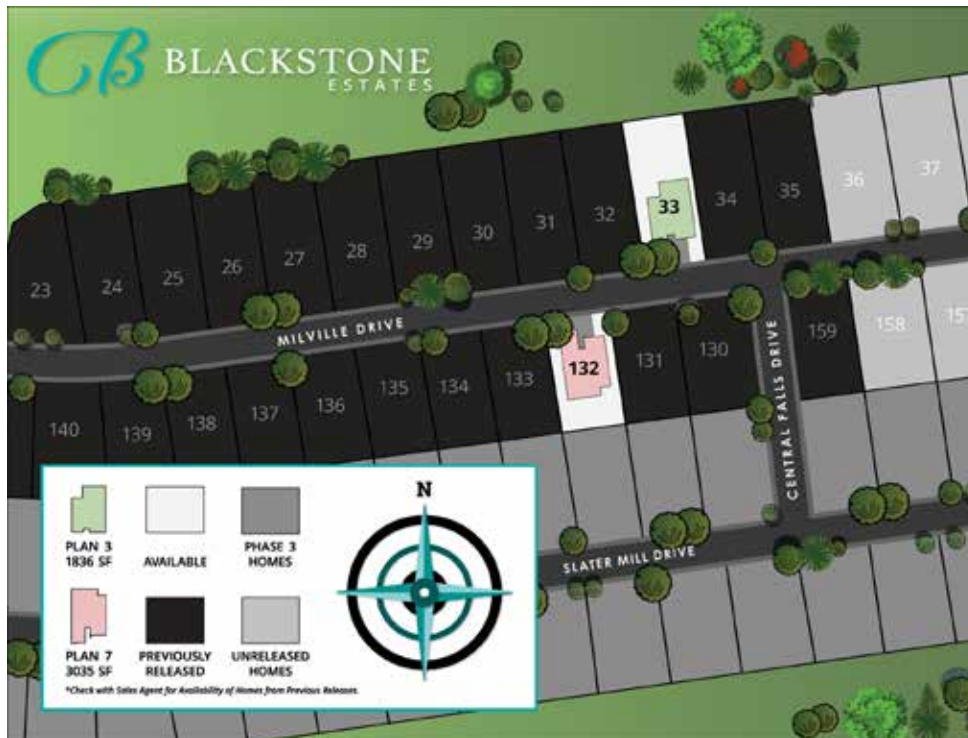 B BLACKSTONE
ESTATES
23
24
25
26
27
28
29
30
31
32
33
34
35
36
37
MILVILLE DRIVE
140
139
138
137
136
135
134
133
132
131
130
159
158
CENTRAL FALLS DRIVE
SLATER MILL DRIVE
N
PLAN 3
1836 SF
AVAILABLE
PHASE 3
HOMES
PLAN 7
3035 SF
PREVIOUSLY
RELEASED
UNRELEASED
HOMES
*Check with Sales Agent for Availability of Homes from Previous Releases.